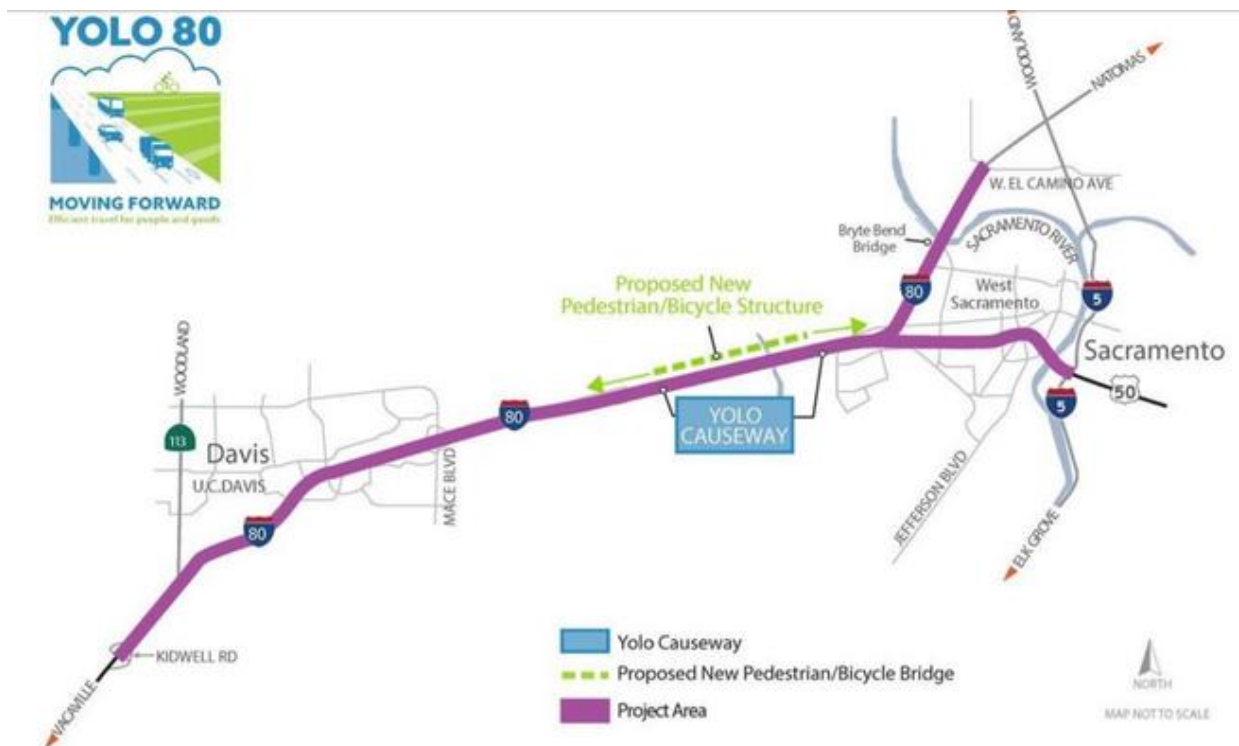 YOLO 80
MOVING FORWARD
Efficient travel for people and goods
WOODLAND
NATOMAS
W. EL CAMINO AVE
Bryte Bend
Bridge
SACRAMENTO RIVER
Proposed New
Pedestrian/Bicycle Structure
80
West
Sacramento
5
WOODLAND
Sacramento
50
5
80
YOLO
CAUSEWAY
113
Davis
U.C.DAVIS
MACE BLVD
JEFFERSON BLVD
80
ELK GROVE
KIDWELL RD
VACAVILLE
Yolo Causeway
Proposed New Pedestrian/Bicycle Bridge
Project Area
NORTH
MAP NOT TO SCALE